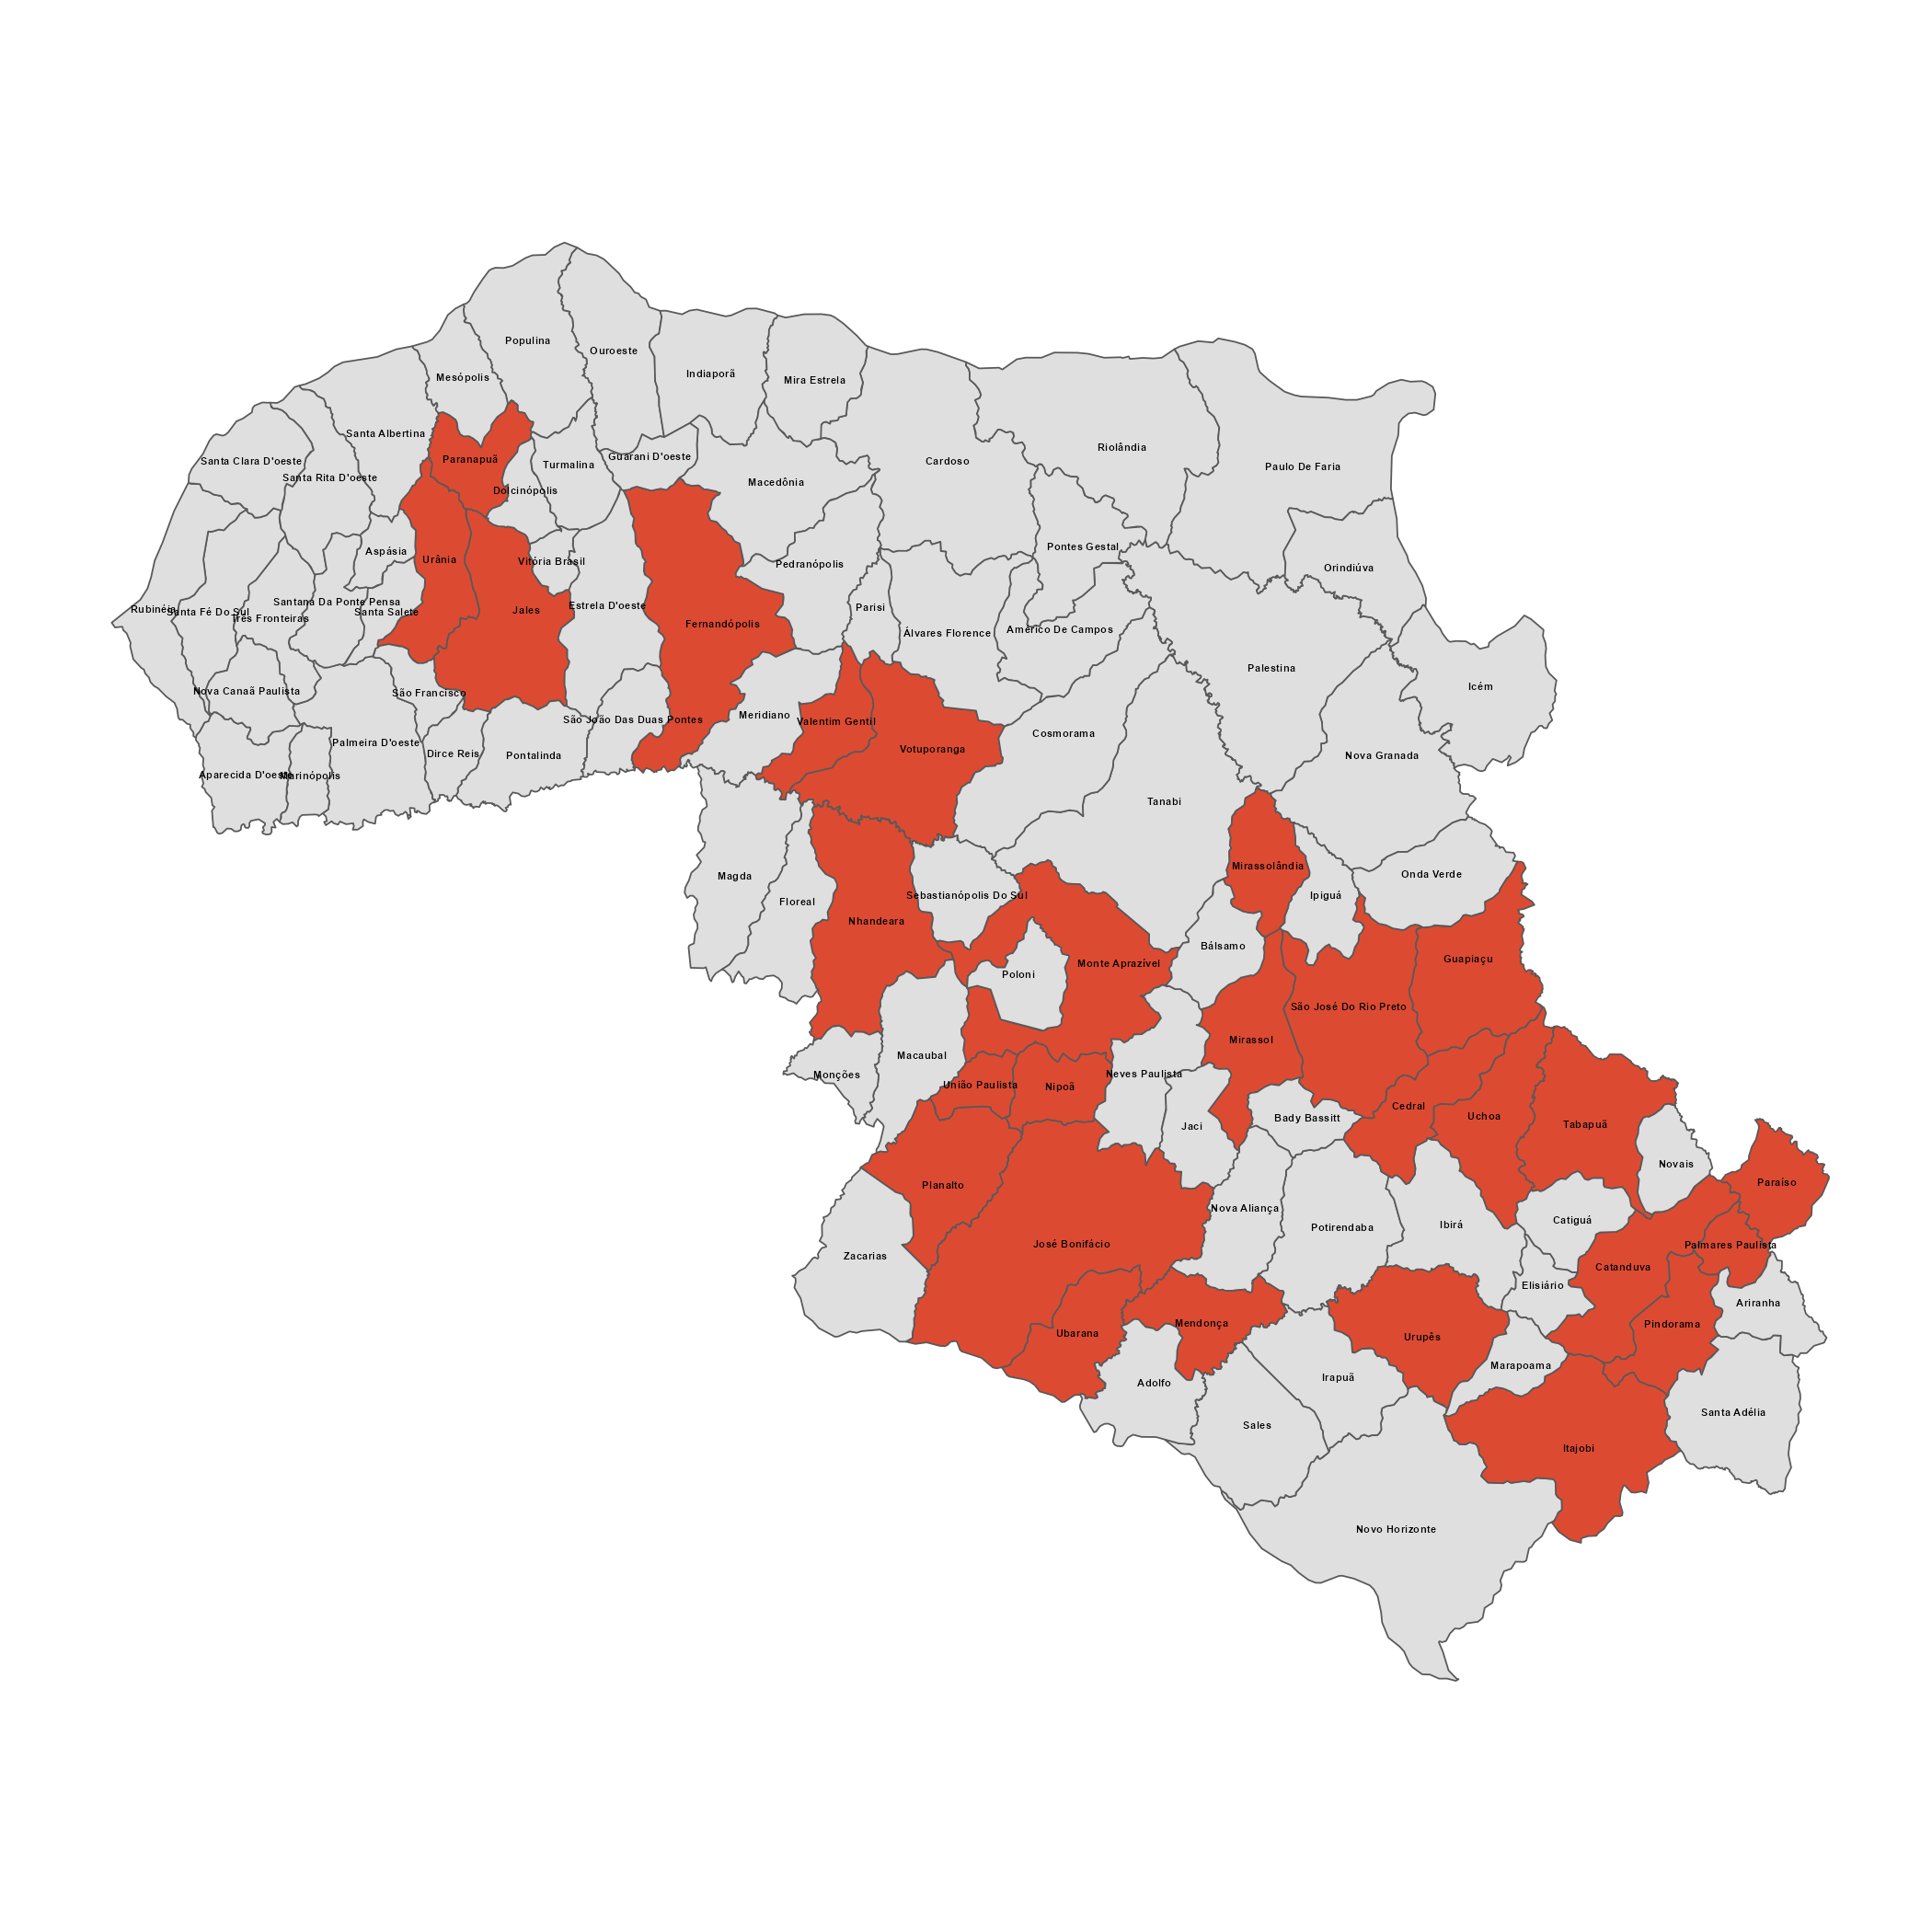 Populina
Ouroeste
Indiaporã
Mesópolis
Mira Estrela
Santa Albertina
Riolândia
Guarani D'oeste
Paranapuã
Santa Clara D'oeste
Cardoso
Turmalina
Paulo De Faria
Santa Rita D'oeste
Macedônia
Dolcinópolis
Pontes Gestal
Aspásia
Urânia
Vitória Brasil
Pedranópolis
Orindiúva
Santana Da Ponte Pensa
Estrela D'oeste
Parisi
Rubinéia
Santa Fé Do Sul
Santa Salete
Jales
Três Fronteiras
Fernandópolis
Américo De Campos
Álvares Florence
Palestina
Icém
Nova Canaã Paulista
São Francisco
Meridiano
São João Das Duas Pontes
Valentim Gentil
Cosmorama
Palmeira D'oeste
Votuporanga
Dirce Reis
Pontalinda
Nova Granada
Aparecida D'oeste
Marinópolis
Tanabi
Mirassolândia
Magda
Onda Verde
Sebastianópolis Do Sul
Ipiguá
Floreal
Nhandeara
Bálsamo
Guapiaçu
Monte Aprazível
Poloni
São José Do Rio Preto
Mirassol
Macaubal
Monções
Neves Paulista
União Paulista
Nipoã
Cedral
Uchoa
Bady Bassitt
Tabapuã
Jaci
Novais
Paraíso
Planalto
Nova Aliança
Catiguá
Ibirá
Potirendaba
José Bonifácio
Palmares Paulista
Zacarias
Catanduva
Elisiário
Ariranha
Mendonça
Pindorama
Ubarana
Urupês
Marapoama
Irapuã
Adolfo
Santa Adélia
Sales
Itajobi
Novo Horizonte